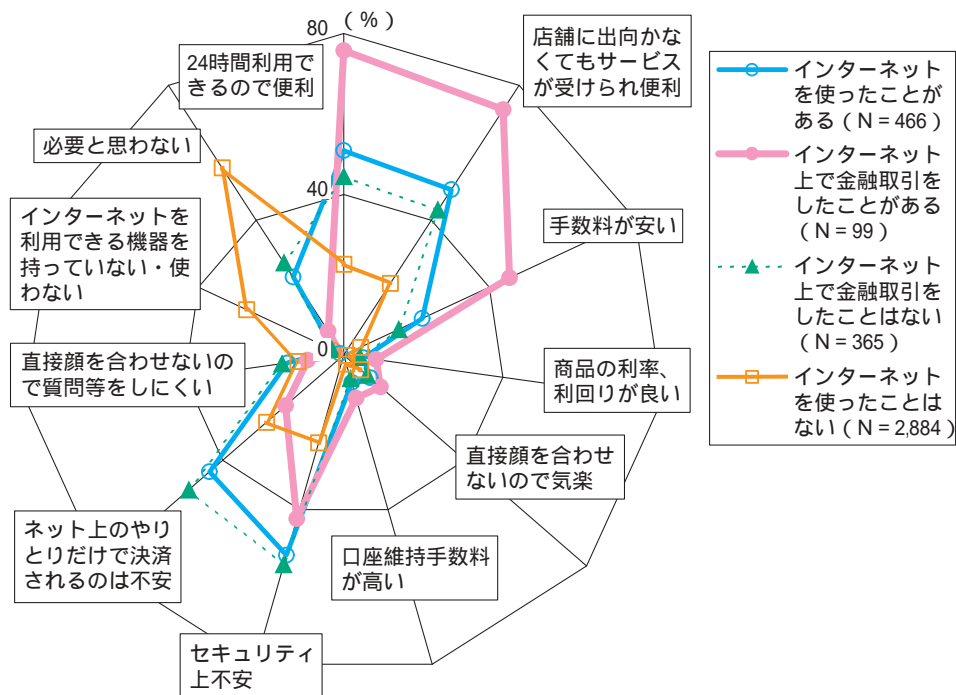 80
(%)
40
0
24時間利用で
きるので便利
店舗に出向かな
くてもサービス
が受けられ便利
手数料が安い
商品の利率、
利回りが良い
直接顔を合わせ
ないので気楽
口座維持手数料
が高い
セキュリティ
上不安
ネット上のやり
とりだけで決済
されるのは不安
直接顔を合わせないの
で質問等をしにくい
インターネットを
利用できる機器を
持っていない・使
わない
必要と思わない
インターネット
を使ったことが
ある(N=466)
インターネット
上で金融取引を
したことがある
(N=99)
インターネット
上で金融取引を
したことはない
(N=365)
インターネット
を使ったことは
ない(N=2,884)